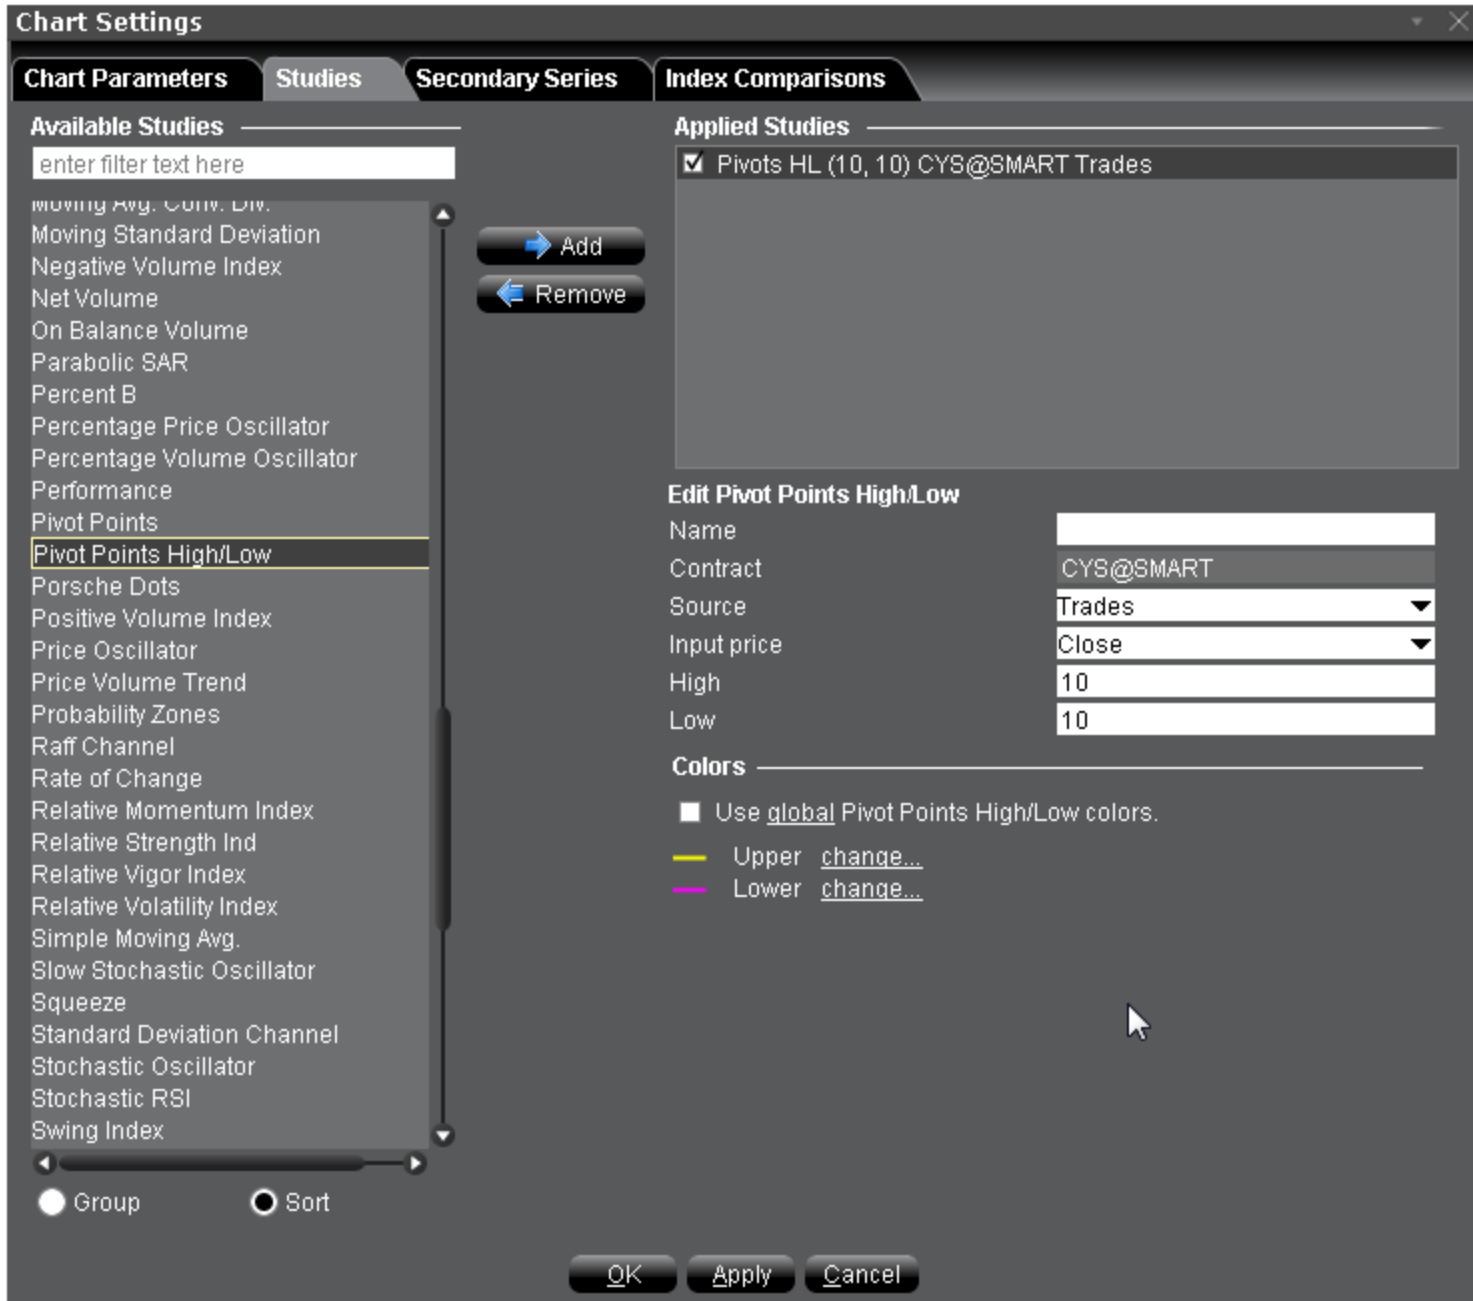 Chart Settings
Chart Parameters
Studies
Secondary Series
Index Comparisons
Available Studies
enter filter text here
Moving Avg. Conv. Div.
Moving Standard Deviation
Negative Volume Index
Net Volume
On Balance Volume
Parabolic SAR
Percent B
Percentage Price Oscillator
Percentage Volume Oscillator
Performance
Pivot Points
Pivot Points High/Low
Porsche Dots
Positive Volume Index
Price Oscillator
Price Volume Trend
Probability Zones
Raff Channel
Rate of Change
Relative Momentum Index
Relative Strength Ind
Relative Vigor Index
Relative Volatility Index
Simple Moving Avg.
Slow Stochastic Oscillator
Squeeze
Standard Deviation Channel
Stochastic Oscillator
Stochastic RSI
Swing Index
Group
Sort
Add
Remove
Applied Studies
Pivots HL (10, 10) CYS@SMART Trades
Edit Pivot Points High/Low
Name
Contract CYS@SMART
Source Trades
Input price Close
High 10
Low 10
Colors
Use global Pivot Points High/Low colors.
Upper change...
Lower change...
OK
Apply
Cancel